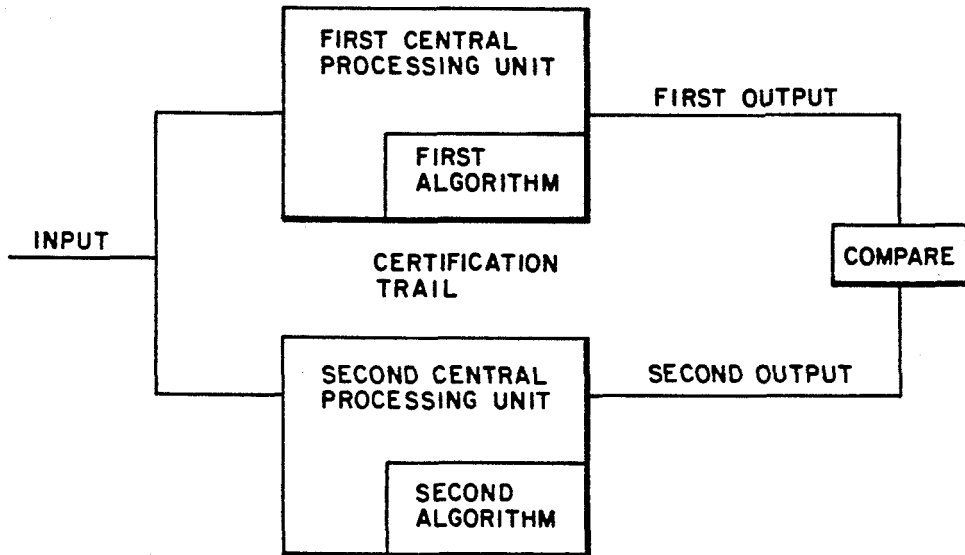 FIRST CENTRAL
PROCESSING UNIT
FIRST OUTPUT
FIRST
ALGORITHM
INPUT
CERTIFICATION
TRAIL
COMPARE
SECOND CENTRAL
PROCESSING UNIT
SECOND OUTPUT
SECOND
ALGORITHM